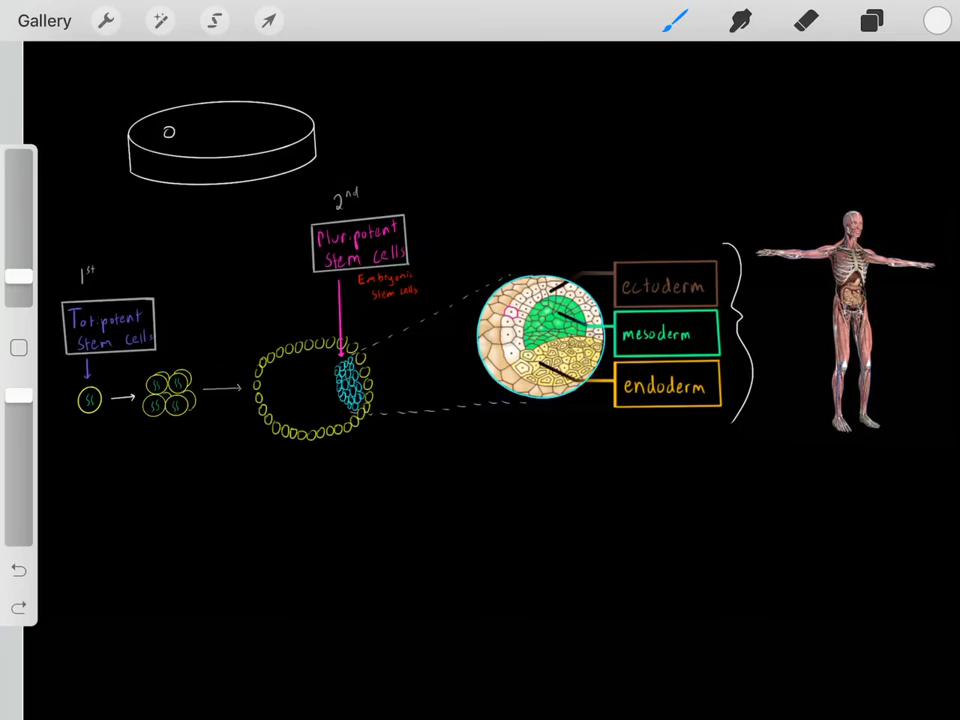 Gallery
2nd
Pluripotent
Stem Cells
Embryonic
Stem cells
1st
Totipotent
Stem Cells
ectoderm
mesoderm
endoderm